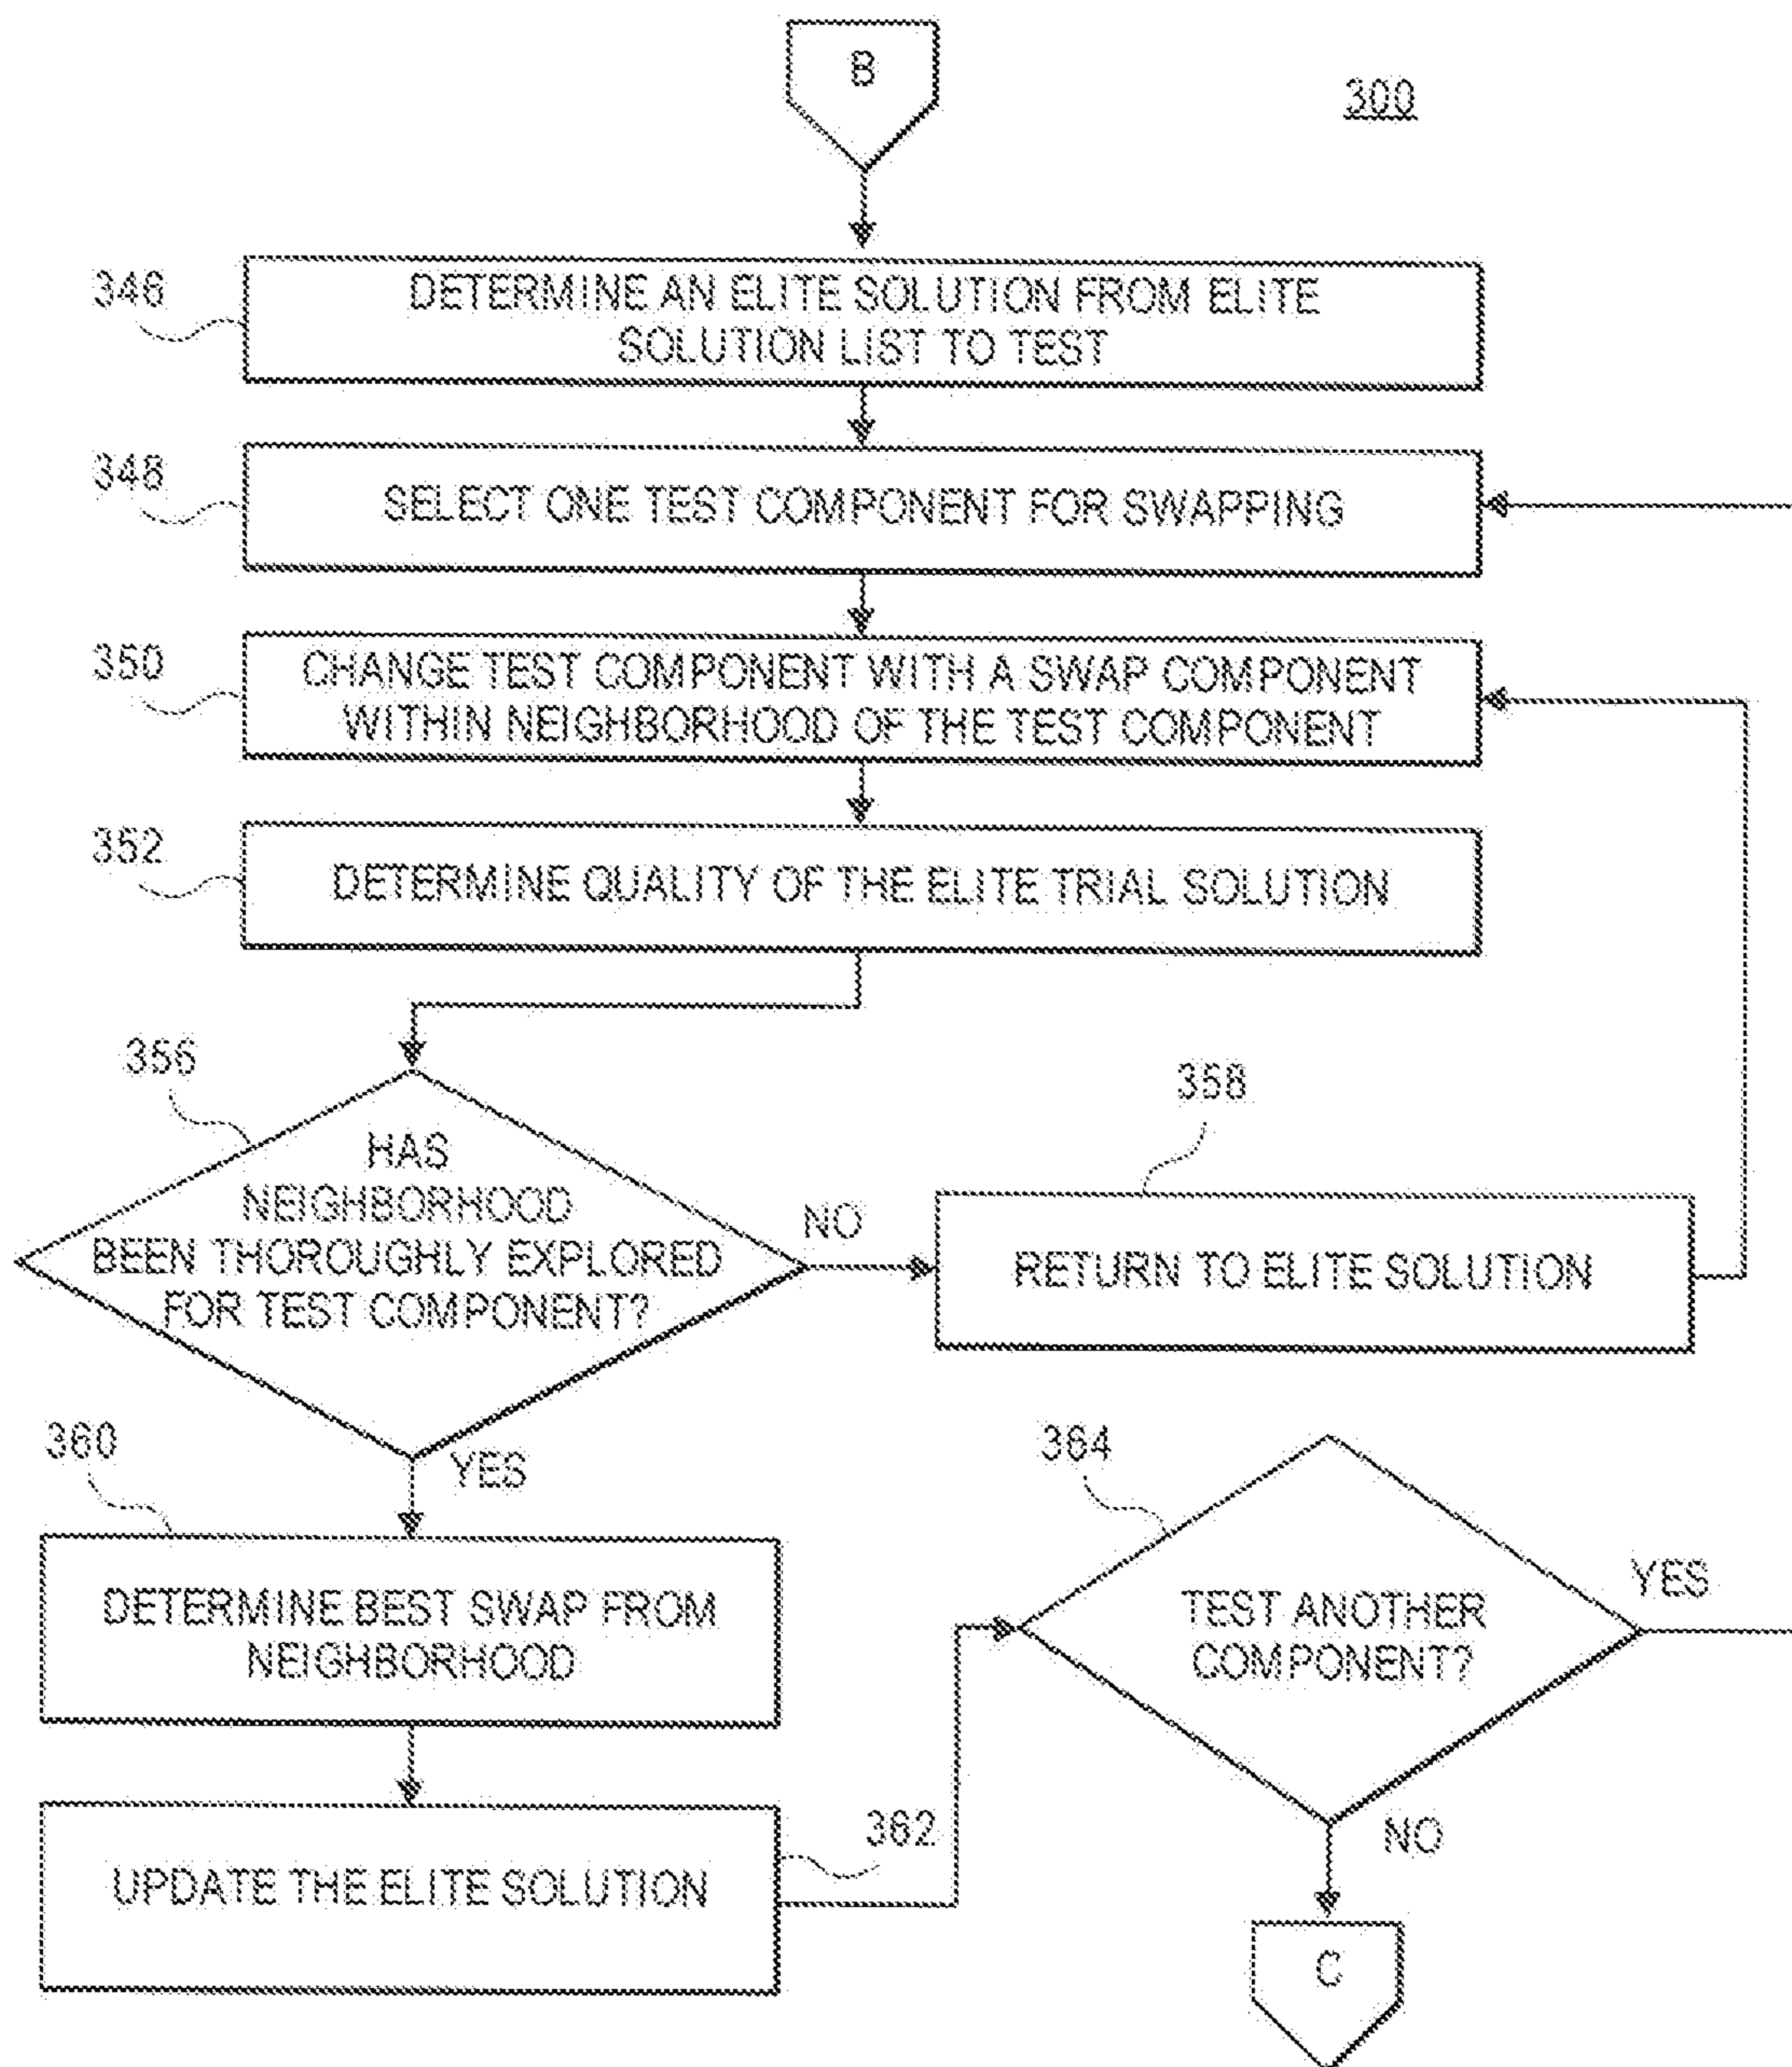 B
300
346
DETERMINE AN ELITE SOLUTION FROM ELITE
SOLUTION LIST TO TEST
348
SELECT ONE TEST COMPONENT FOR SWAPPING
350
CHANGE TEST COMPONENT WITH A SWAP COMPONENT
WITHIN NEIGHBORHOOD OF THE TEST COMPONENT
352
DETERMINE QUALITY OF THE ELITE TRIAL SOLUTION
356
HAS
NEIGHBORHOOD
BEEN THOROUGHLY EXPLORED
FOR TEST COMPONENT?
NO
358
RETURN TO ELITE SOLUTION
YES
360
DETERMINE BEST SWAP FROM
NEIGHBORHOOD
362
UPDATE THE ELITE SOLUTION
364
TEST ANOTHER
COMPONENT?
YES
NO
C